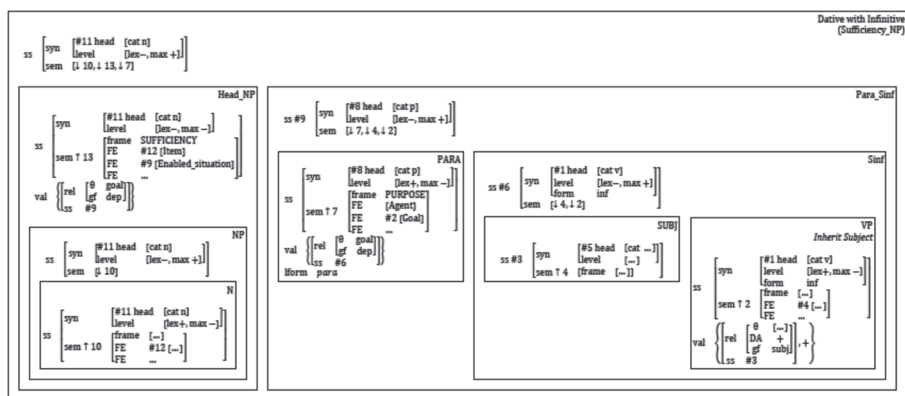 Dative with Infinitive
(Sufficiency_NP)
ss [syn [#11 head [cat n]
level [lex–, max +]]
sem [↓ 10,↓ 13,↓ 7]]
Head_NP
ss [syn [#11 head [cat n]
level [lex–, max –]]
sem ↑ 13 [frame SUFFICIENCY
FE #12 [Item]
FE #9 [Enabled_situation]
FE ...]]
val {[rel [θ goal]
[gf dep]]
ss #9}
NP
ss [syn [#11 head [cat n]
level [lex–, max +]]
sem [↓ 10]]
N
ss [syn [#11 head [cat n]
level [lex+, max –]]
sem ↑ 10 [frame [...]
FE #12 [...]
FE ...]]
Para_Sinf
ss #9 [syn [#8 head [cat p]
level [lex–, max +]]
sem [↓ 7,↓ 4,↓ 2]]
PARA
ss [syn [#8 head [cat p]
level [lex+, max –]]
sem ↑ 7 [frame PURPOSE
FE [Agent]
FE #2 [Goal]
FE ...]]
val {[rel [θ goal]
[gf dep]]
ss #6}
lform para
Sinf
ss #6 [syn [#1 head [cat v]
level [lex–, max +]
form inf]
sem [↓ 4,↓ 2]]
SUBJ
ss #3 [syn [#5 head [cat ...]
level [...]]
sem ↑ 4 [frame [...]]]
VP
Inherit Subject
ss [syn [#1 head [cat v]
level [lex+, max –]
form inf]
sem ↑ 2 [frame [...]
FE #4 [...]
FE ...]]
val {[rel [θ [...]
DA +
gf subj]
ss #3],+}